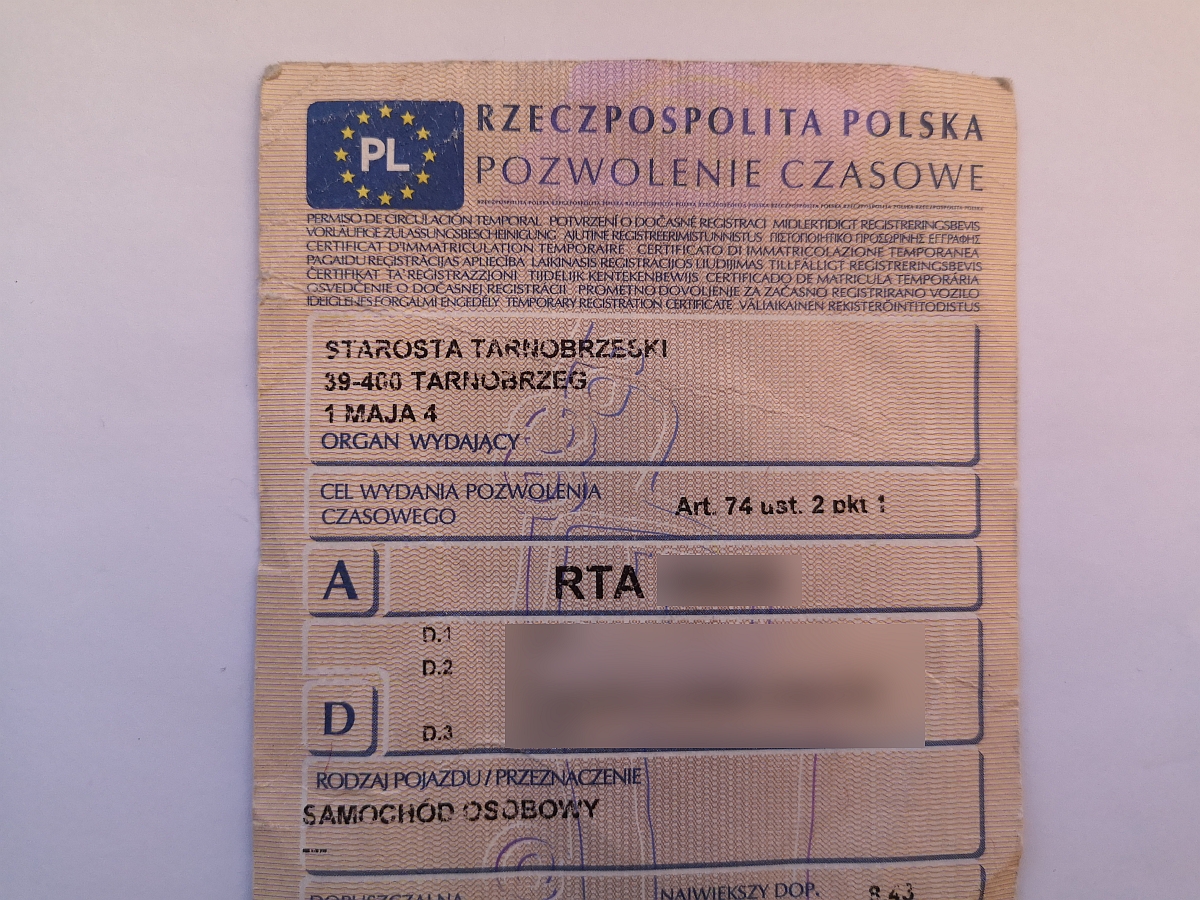 PL
RZECZPOSPOLITA POLSKA
POZWOLENIE CZASOWE
PERMISO DE CIRCULACIÓN TEMPORAL POTVRZENÍ O DOČASNÉ REGISTRACI MIDLERTIDIGT REGISTRERINGSBEVIS
VORLÄUFIGE ZULASSUNGSBESCHEINIGUNG AJUTINE REGISTREERIMISTUNNISTUS ΠΙΣΤΟΠΟΙΗΤΙΚΟ ΠΡΟΣΩΡΙΝΗΣ ΕΓΓΡΑΦΗΣ
CERTIFICAT D'IMMATRICULATION TEMPORAIRE CERTIFICATO DI IMMATRICOLAZIONE TEMPORANEA
PAGAIDU REĢISTRĀCIJAS APLIECĪBA LAIKINASIS REGISTRACIJOS LIUDIJIMAS TILLFÄLLIGT REGISTRERINGSBEVIS
ĊERTIFIKAT TA' REĠISTRAZZJONI TIJDELIJK KENTEKENBEWIJS CERTIFICADO DE MATRICULA TEMPORÁRIA
OSVEDČENIE O DOČASNEJ REGISTRÁCII PROMETNO DOVOLJENJE ZA ZAČASNO REGISTRIRANO VOZILO
IDEIGLENES FORGALMI ENGEDÉLY TEMPORARY REGISTRATION CERTIFICATE VÄLIAIKAINEN REKISTERÖINTITODISTUS
STAROSTA TARNOBRZESKI
39-400 TARNOBRZEG
1 MAJA 4
ORGAN WYDAJĄCY
CEL WYDANIA POZWOLENIA
CZASOWEGO
Art. 74 ust. 2 pkt 1
A RTA
D.1
D.2
D
D.3
RODZAJ POJAZDU / PRZEZNACZENIE
SAMOCHÓD OSOBOWY
DOPUSZCZALNA NAJWIĘKSZY DOP. 8.43